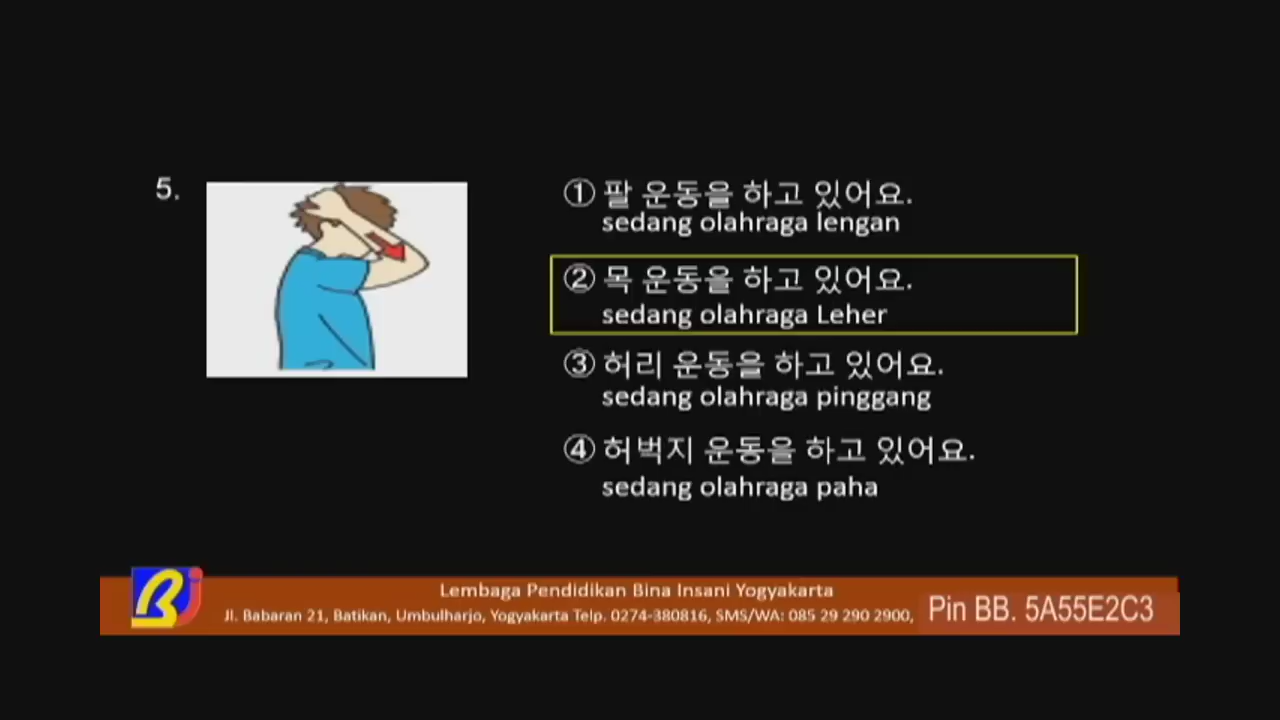 5.
① 팔 운동을 하고 있어요.
sedang olahraga lengan
② 목 운동을 하고 있어요.
sedang olahraga Leher
③ 허리 운동을 하고 있어요.
sedang olahraga pinggang
④ 허벅지 운동을 하고 있어요.
sedang olahraga paha
Lembaga Pendidikan Bina Insani Yogyakarta
Jl. Babaran 21, Batikan, Umbulharjo, Yogyakarta Telp. 0274-380816, SMS/WA: 085 29 290 2900, Pin BB. 5A55E2C3